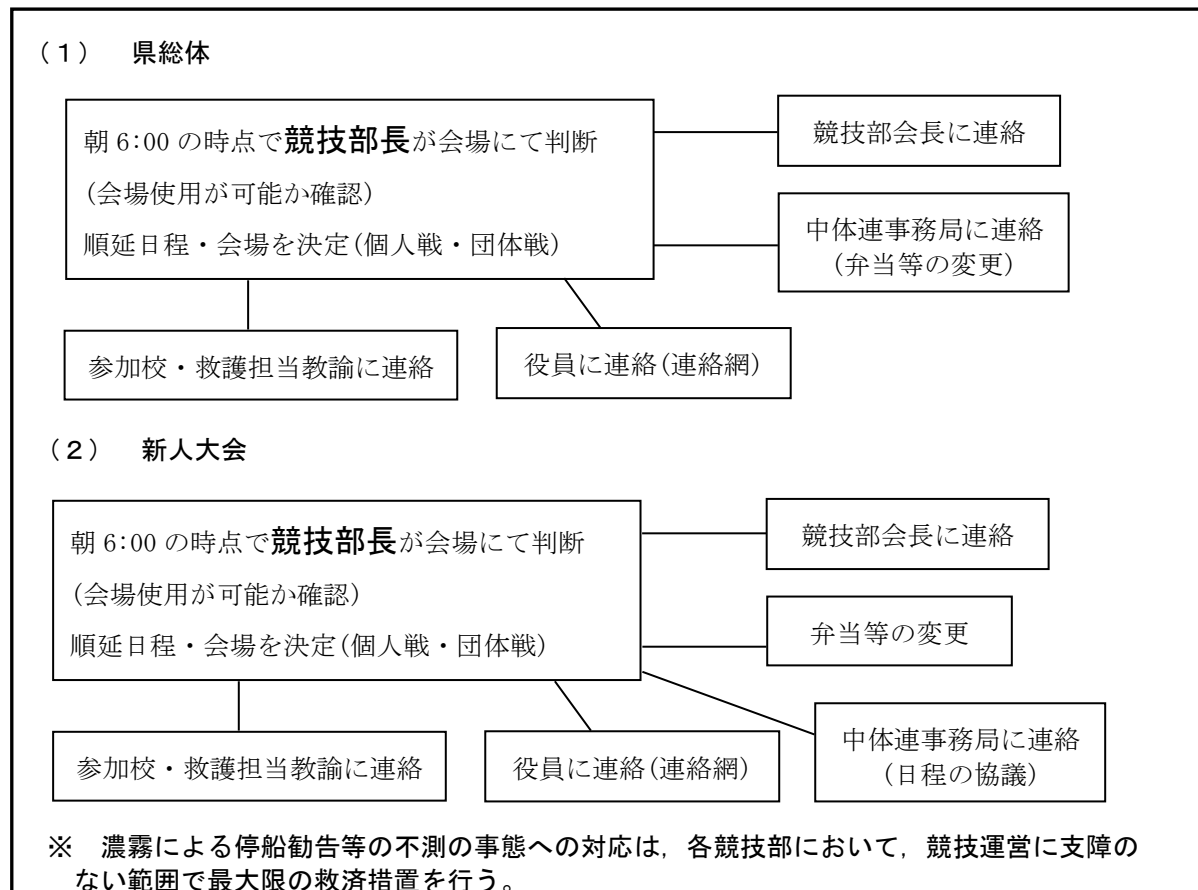 (1) 県総体
朝 6:00 の時点で競技部長が会場にて判断
(会場使用が可能か確認)
順延日程・会場を決定(個人戦・団体戦)
競技部会長に連絡
中体連事務局に連絡
(弁当等の変更)
参加校・救護担当教諭に連絡
役員に連絡(連絡網)
(2) 新人大会
朝 6:00 の時点で競技部長が会場にて判断
(会場使用が可能か確認)
順延日程・会場を決定(個人戦・団体戦)
競技部会長に連絡
弁当等の変更
中体連事務局に連絡
(日程の協議)
参加校・救護担当教諭に連絡
役員に連絡(連絡網)
※ 濃霧による停船勧告等の不測の事態への対応は，各競技部において，競技運営に支障の
ない範囲で最大限の救済措置を行う。